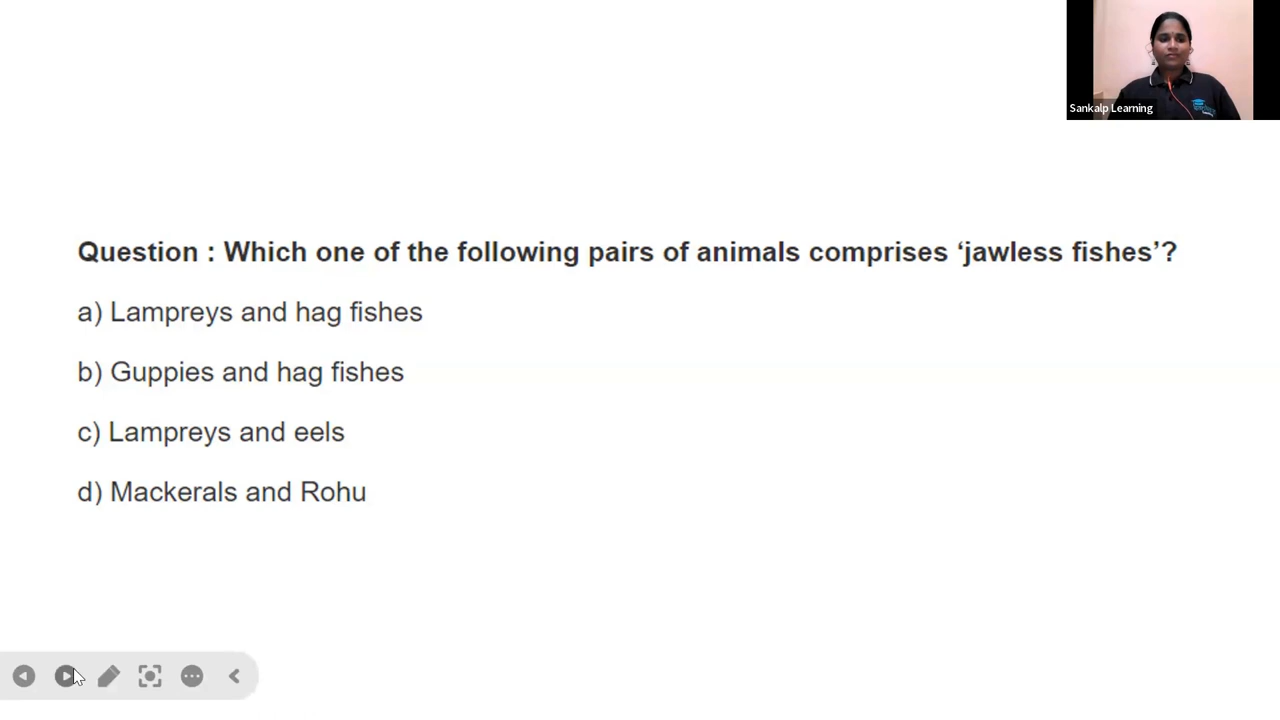 Sankalp Learning
Question : Which one of the following pairs of animals comprises ‘jawless fishes’?
a) Lampreys and hag fishes
b) Guppies and hag fishes
c) Lampreys and eels
d) Mackerals and Rohu